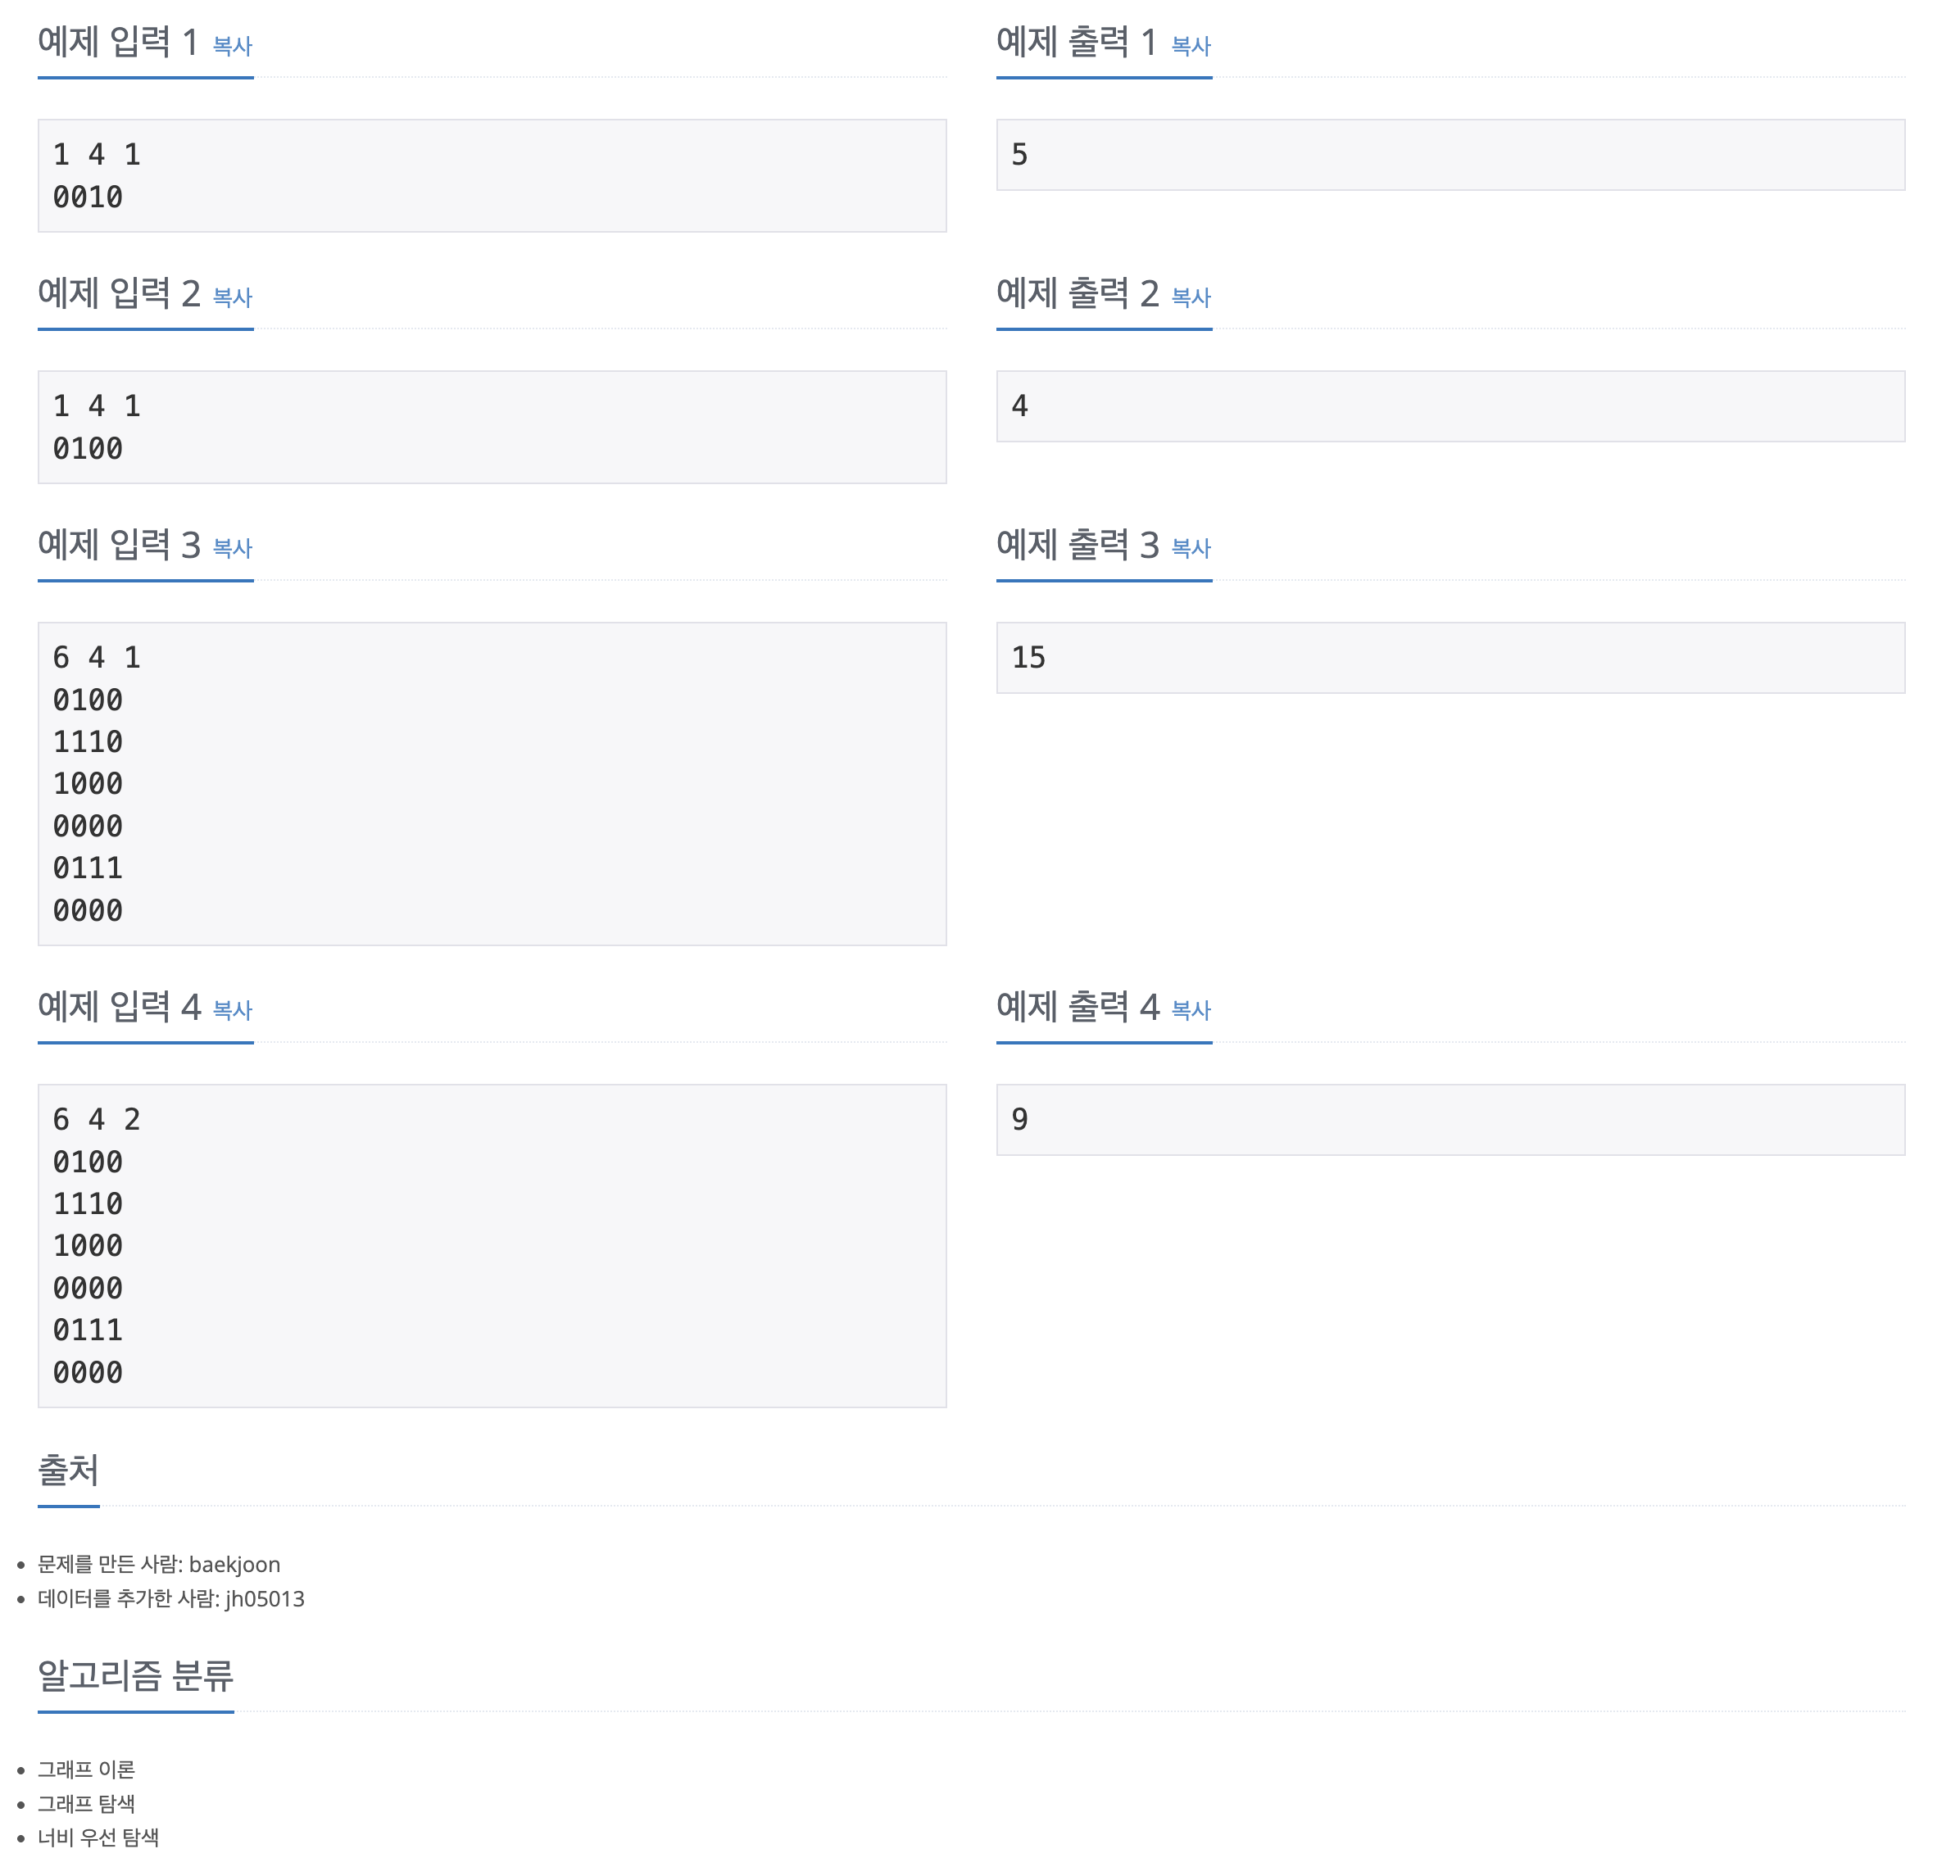 예제 입력 1 복사
1 4 1
0010
예제 출력 1 복사
5
예제 입력 2 복사
1 4 1
0100
예제 출력 2 복사
4
예제 입력 3 복사
6 4 1
0100
1110
1000
0000
0111
0000
예제 출력 3 복사
15
예제 입력 4 복사
6 4 2
0100
1110
1000
0000
0111
0000
예제 출력 4 복사
9
출처
문제를 만든 사람: baekjoon
데이터를 추가한 사람: jh05013
알고리즘 분류
그래프 이론
그래프 탐색
너비 우선 탐색